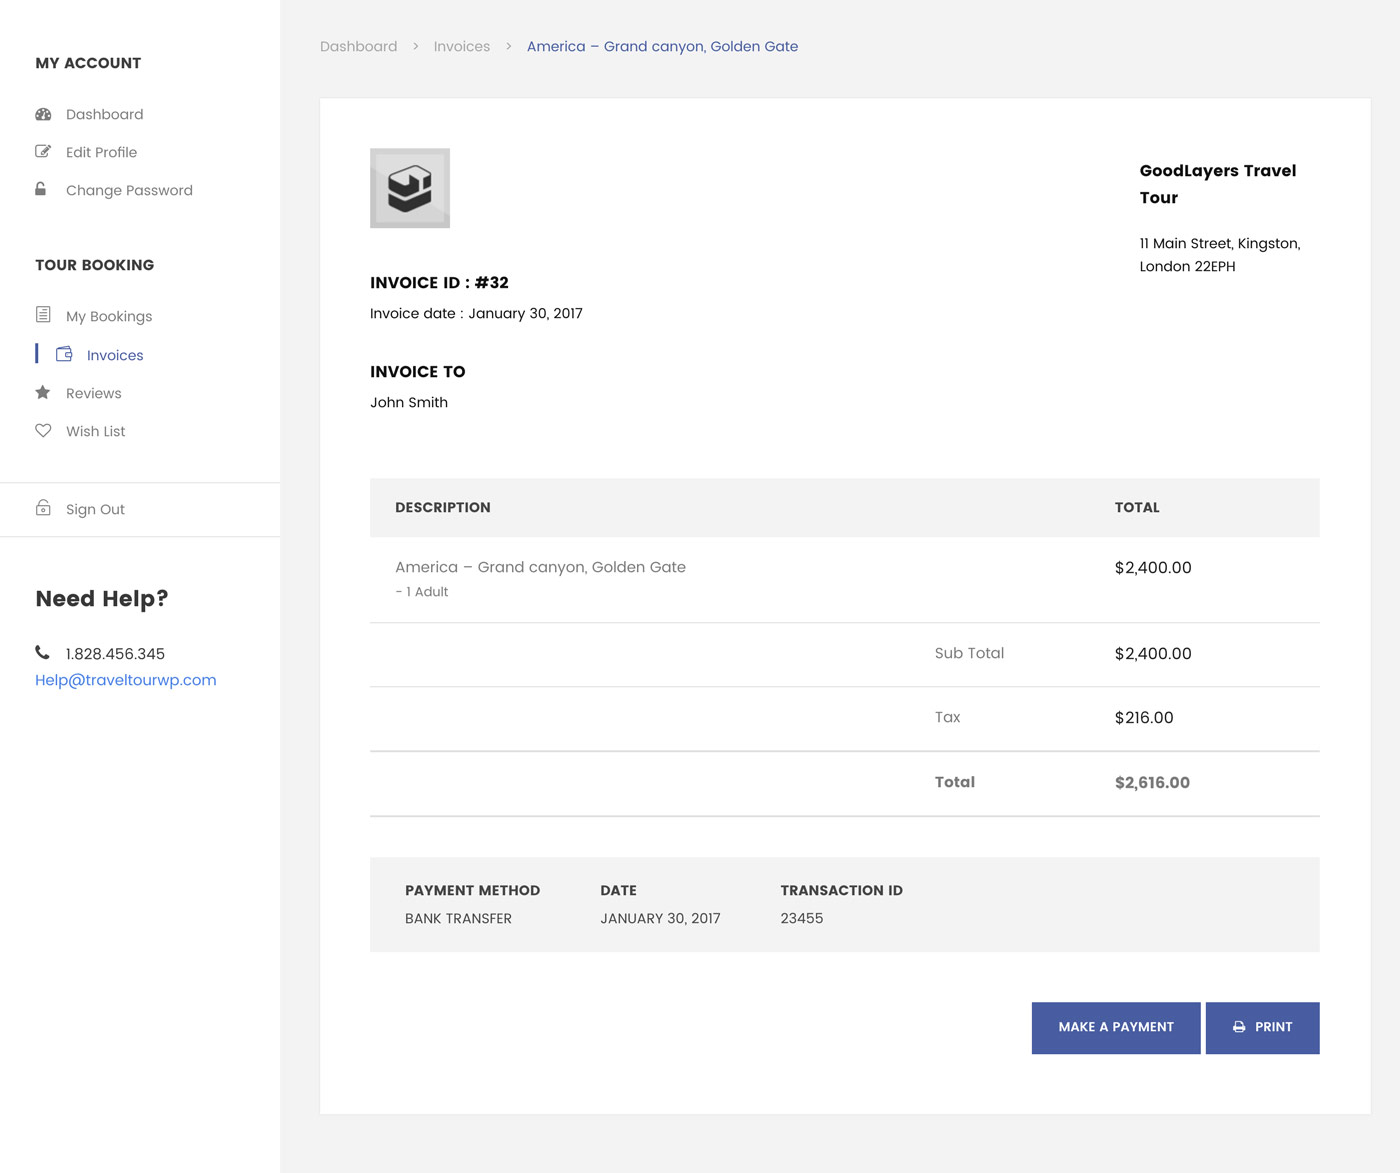 MY ACCOUNT
Dashboard
Edit Profile
Change Password
TOUR BOOKING
My Bookings
Invoices
Reviews
Wish List
Sign Out
Need Help?
1.828.456.345
Help@traveltourwp.com
Dashboard > Invoices > America – Grand canyon, Golden Gate
GoodLayers Travel
Tour
11 Main Street, Kingston,
London 22EPH
INVOICE ID : #32
Invoice date : January 30, 2017
INVOICE TO
John Smith
DESCRIPTION TOTAL
America – Grand canyon, Golden Gate $2,400.00
- 1 Adult
Sub Total $2,400.00
Tax $216.00
Total $2,616.00
PAYMENT METHOD DATE TRANSACTION ID
BANK TRANSFER JANUARY 30, 2017 23455
MAKE A PAYMENT PRINT